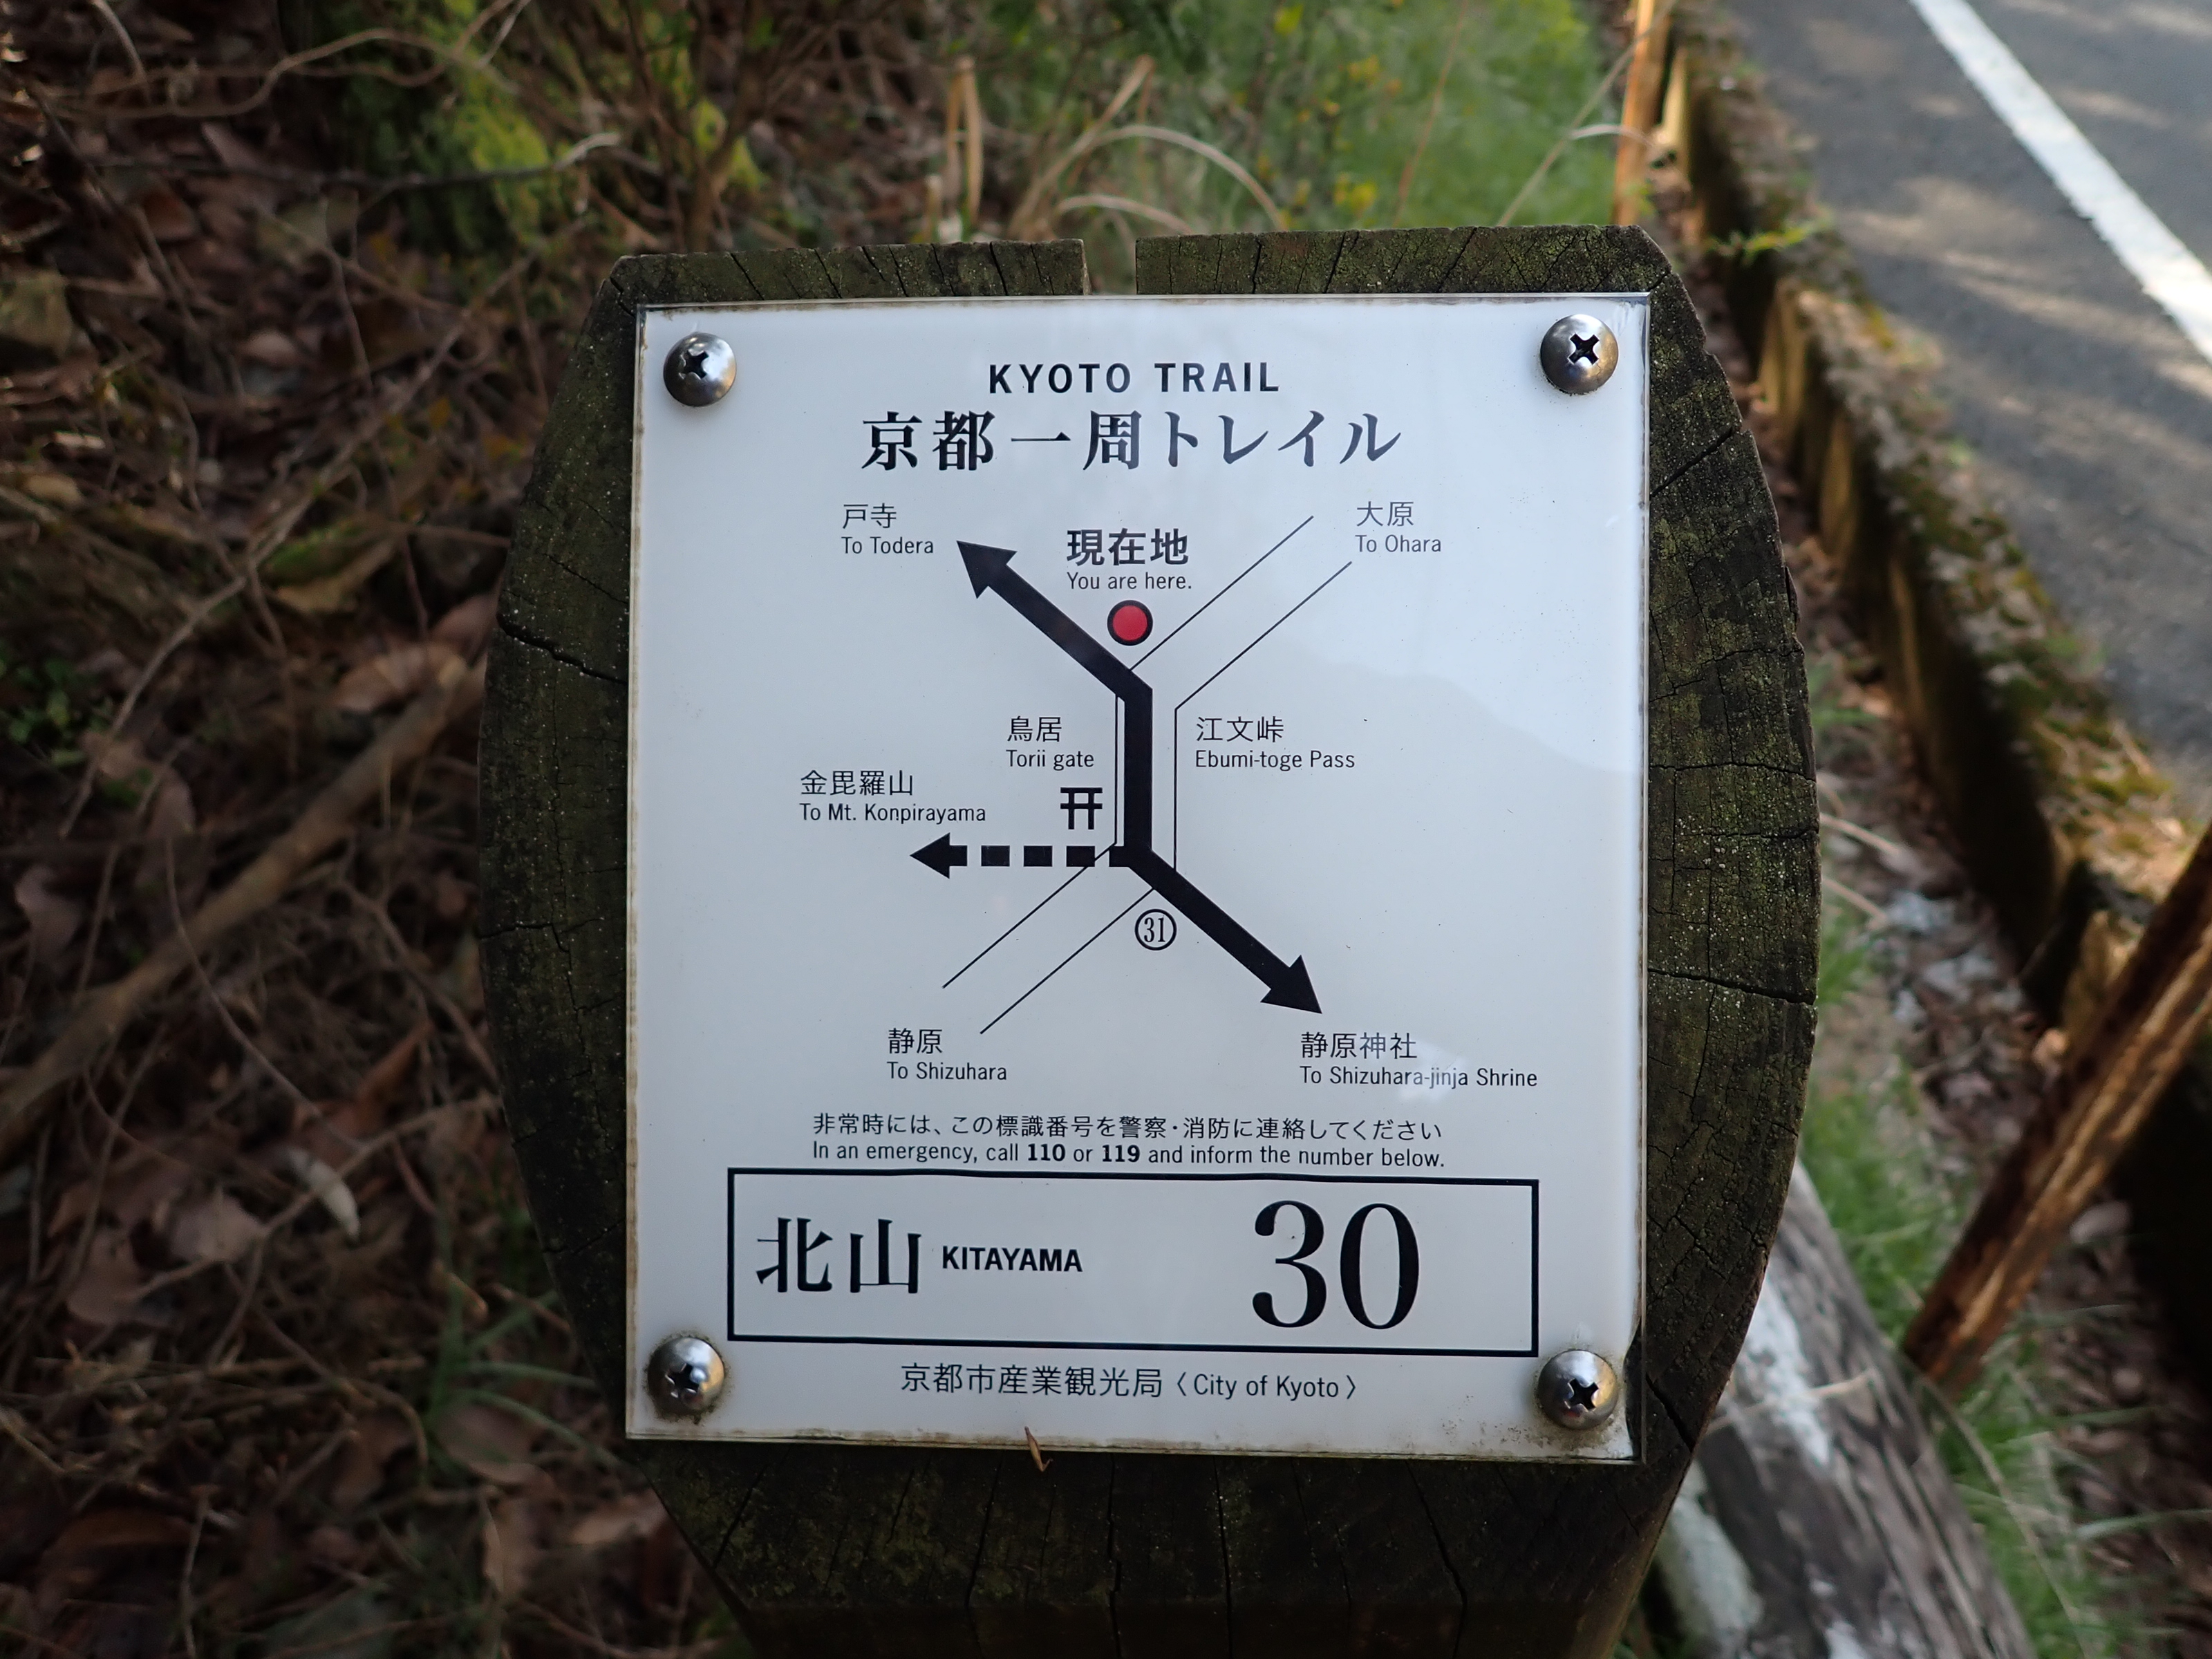 KYOTO TRAIL
京都一周トレイル
戸寺
To Todera
現在地
You are here.
大原
To Ohara
鳥居
Torii gate
江文峠
Ebumi-toge Pass
金毘羅山
To Mt. Konpirayama
31
静原
To Shizuhara
静原神社
To Shizuhara-jinja Shrine
非常時には、この標識番号を警察・消防に連絡してください
In an emergency, call 110 or 119 and inform the number below.
北山 KITAYAMA 30
京都市産業観光局〈City of Kyoto〉